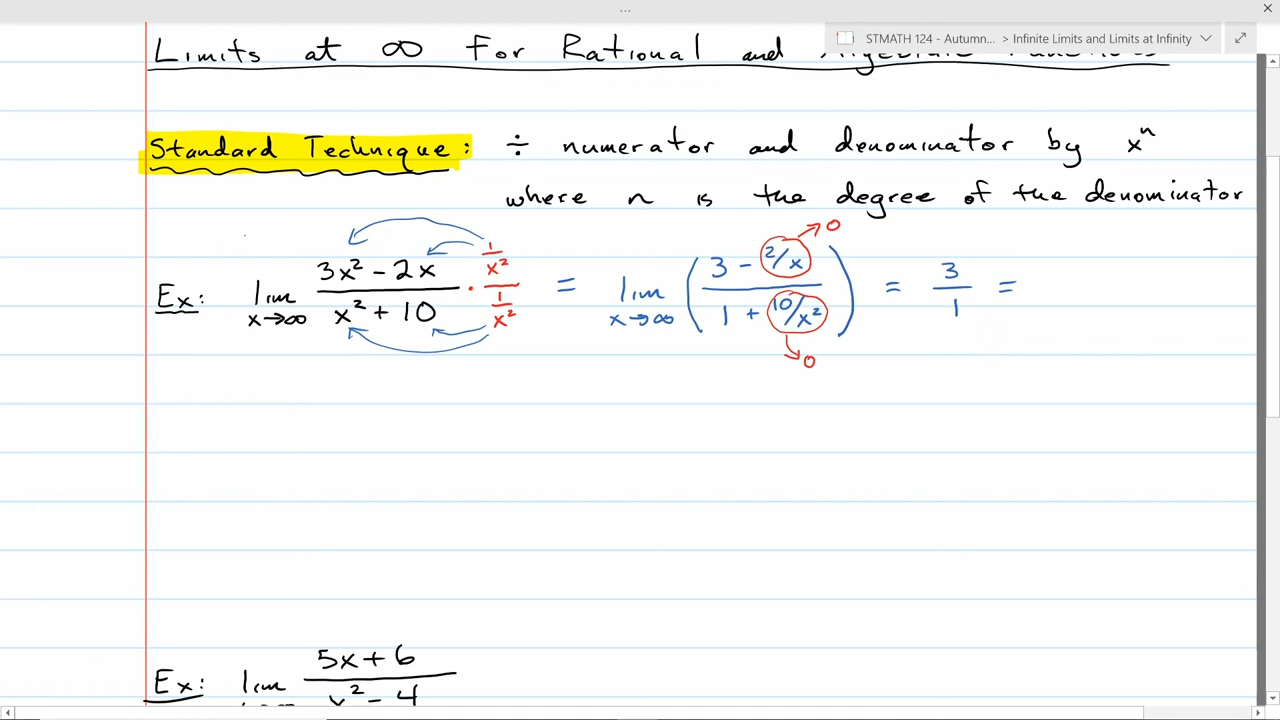 STMATH 124 - Autumn... > Infinite Limits and Limits at Infinity
Limits at ∞ for Rational and Algebraic Functions
Standard Technique: ÷ numerator and denominator by xⁿ
where n is the degree of the denominator
Ex: lim x→∞ (3x² - 2x)/(x² + 10) · (1/x²)/(1/x²) = lim x→∞ ((3 - 2/x → 0)/(1 + 10/x² → 0)) = 3/1 =
Ex: lim (5x + 6)/(x² - 4)